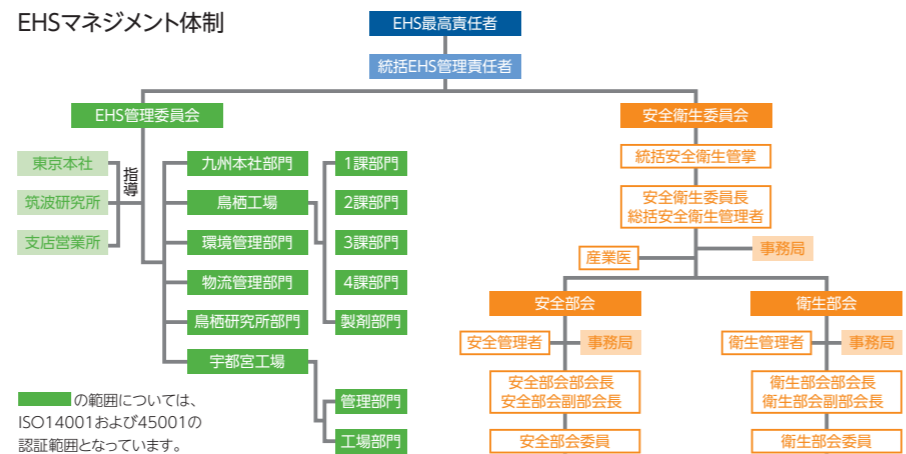 EHSマネジメント体制
EHS最高責任者
統括EHS管理責任者
EHS管理委員会
東京本社
筑波研究所
支店営業所
指導
九州本社部門
鳥栖工場
環境管理部門
物流管理部門
鳥栖研究所部門
宇都宮工場
1課部門
2課部門
3課部門
4課部門
製剤部門
管理部門
工場部門
安全衛生委員会
統括安全衛生管掌
安全衛生委員長
総括安全衛生管理者
産業医
事務局
安全部会
安全管理者
事務局
安全部会部会長
安全部会副部会長
安全部会委員
衛生部会
衛生管理者
事務局
衛生部会部会長
衛生部会副部会長
衛生部会委員
の範囲については、
ISO14001および45001の
認証範囲となっています。